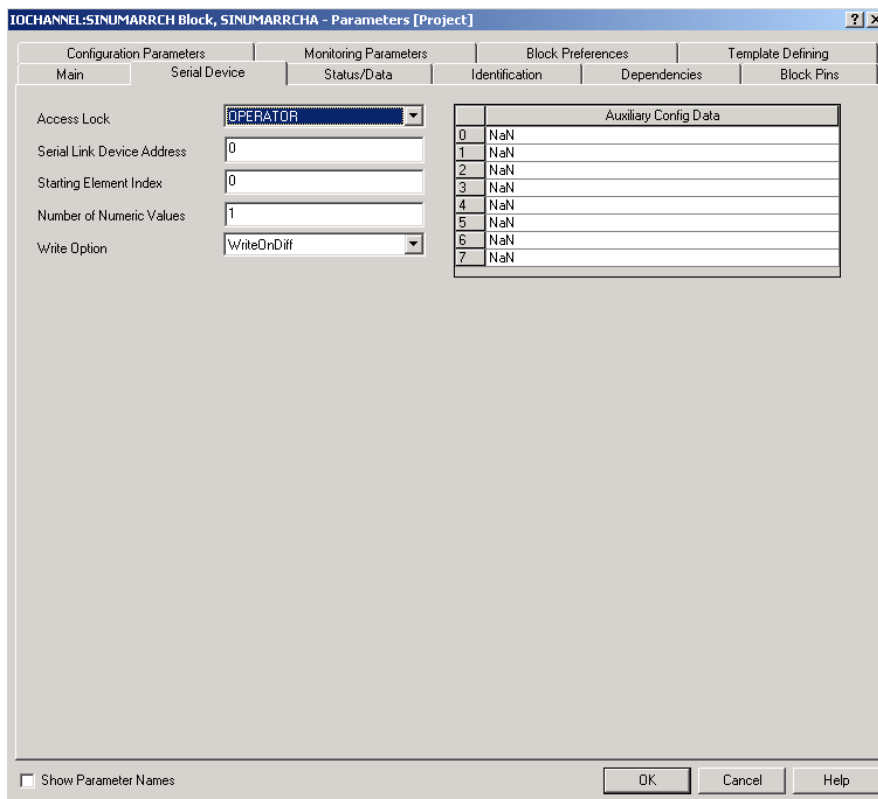 IOCHANNEL:SINUMARRCH Block, SINUMARRCHA - Parameters [Project]
Configuration Parameters Monitoring Parameters Block Preferences Template Defining
Main Serial Device Status/Data Identification Dependencies Block Pins
Access Lock OPERATOR
Serial Link Device Address 0
Starting Element Index 0
Number of Numeric Values 1
Write Option WriteOnDiff
Auxiliary Config Data
0 NaN
1 NaN
2 NaN
3 NaN
4 NaN
5 NaN
6 NaN
7 NaN
Show Parameter Names OK Cancel Help